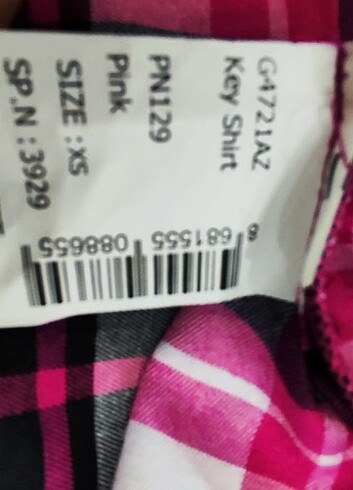 G4721AZ
Key Shirt
PN129
Pink
SIZE : XS
SP.N : 3929
8 681555 088655